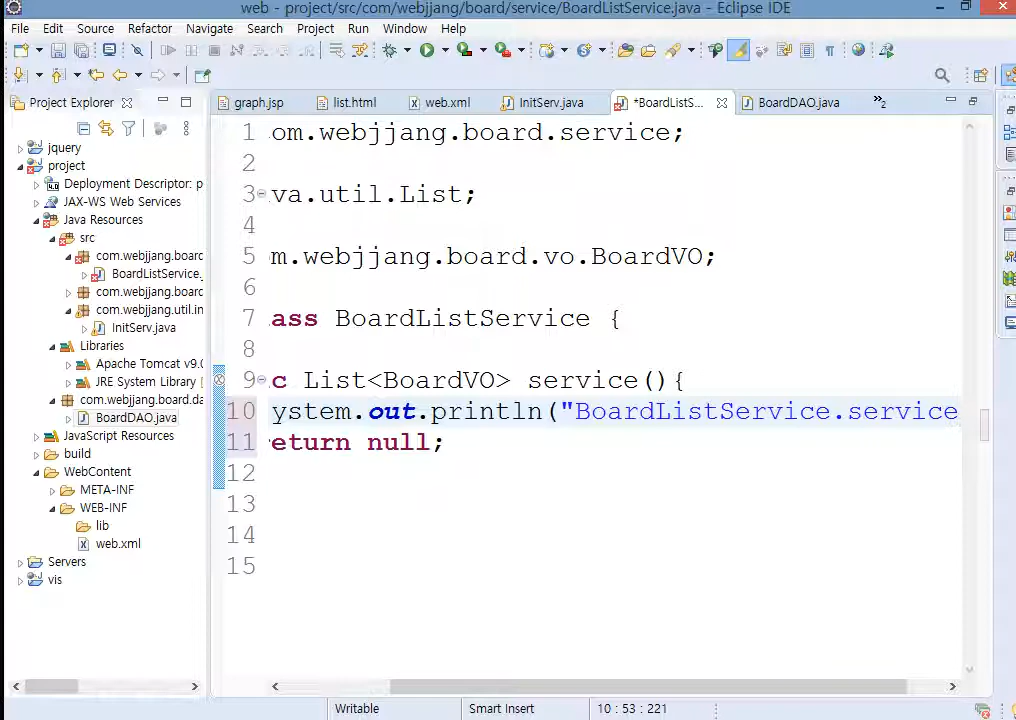 web - project/src/com/webjjang/board/service/BoardListService.java - Eclipse IDE
File Edit Source Refactor Navigate Search Project Run Window Help
Project Explorer
graph.jsp list.html web.xml InitServ.java *BoardListS... BoardDAO.java »2
jquery
project
Deployment Descriptor: p
JAX-WS Web Services
Java Resources
src
com.webjjang.board
BoardListService.
com.webjjang.board
com.webjjang.util.in
InitServ.java
Libraries
Apache Tomcat v9.0
JRE System Library [
com.webjjang.board.da
BoardDAO.java
JavaScript Resources
build
WebContent
META-INF
WEB-INF
lib
web.xml
Servers
vis
1 om.webjjang.board.service;
2
3 va.util.List;
4
5 m.webjjang.board.vo.BoardVO;
6
7 ass BoardListService {
8
9 c List<BoardVO> service(){
10 ystem.out.println("BoardListService.service
11 eturn null;
12
13
14
15
Writable Smart Insert 10 : 53 : 221